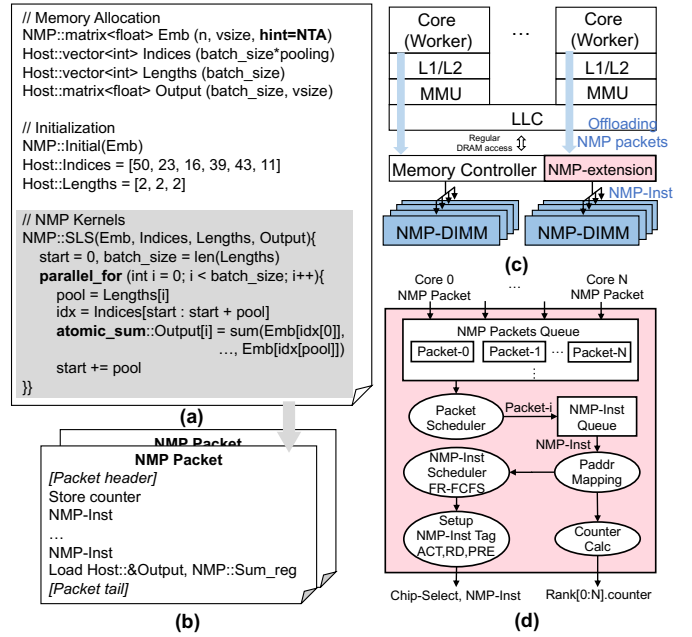 // Memory Allocation
NMP::matrix<float> Emb (n, vsize, hint=NTA)
Host::vector<int> Indices (batch_size*pooling)
Host::vector<int> Lengths (batch_size)
Host::matrix<float> Output (batch_size, vsize)
// Initialization
NMP::Initial(Emb)
Host::Indices = [50, 23, 16, 39, 43, 11]
Host::Lengths = [2, 2, 2]
// NMP Kernels
NMP::SLS(Emb, Indices, Lengths, Output){
start = 0, batch_size = len(Lengths)
parallel_for (int i = 0; i < batch_size; i++){
pool = Lengths[i]
idx = Indices[start : start + pool]
atomic_sum::Output[i] = sum(Emb[idx[0]],
…, Emb[idx[pool]])
start += pool
}}
(a)
NMP Packet
NMP Packet
[Packet header]
Store counter
NMP-Inst
…
NMP-Inst
Load Host::&Output, NMP::Sum_reg
[Packet tail]
(b)
Core
(Worker)
…
Core
(Worker)
L1/L2
L1/L2
MMU
MMU
LLC
Offloading
NMP packets
Regular
DRAM access
Memory Controller
NMP-extension
NMP-Inst
NMP-DIMM
NMP-DIMM
(c)
Core 0
NMP Packet
…
Core N
NMP Packet
NMP Packets Queue
Packet-0
Packet-1
…
Packet-N
⋮
Packet
Scheduler
Packet-i
NMP-Inst
Queue
NMP-Inst
NMP-Inst
Scheduler
FR-FCFS
Paddr
Mapping
Setup
NMP-Inst Tag
ACT,RD,PRE
Counter
Calc
Chip-Select, NMP-Inst
Rank[0:N].counter
(d)